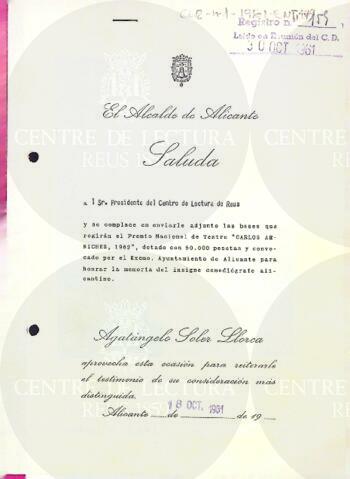 Registro n.º 959
Leído en Reunión del C. D.
30 OCT. 1961
El Alcalde de Alicante
CENTRE DE LECTURA
REUS
Saluda
a l Sr. Presidente del Centro de Lectura de Reus
y se complace en enviarle adjunto las bases que
regirán el Premio Nacional de Teatro "CARLOS AR-
NICHES, 1962", dotado con 50.000 pesetas y convo-
cado por el Excmo. Ayuntamiento de Alicante para
honrar la memoria del insigne comediógrafo ali-
cantino.
Agatángelo Soler Llorca
aprovecha esta ocasión para reiterarle
el testimonio de su consideración más
distinguida.
Alicante de 18 OCT. 1961 de 19